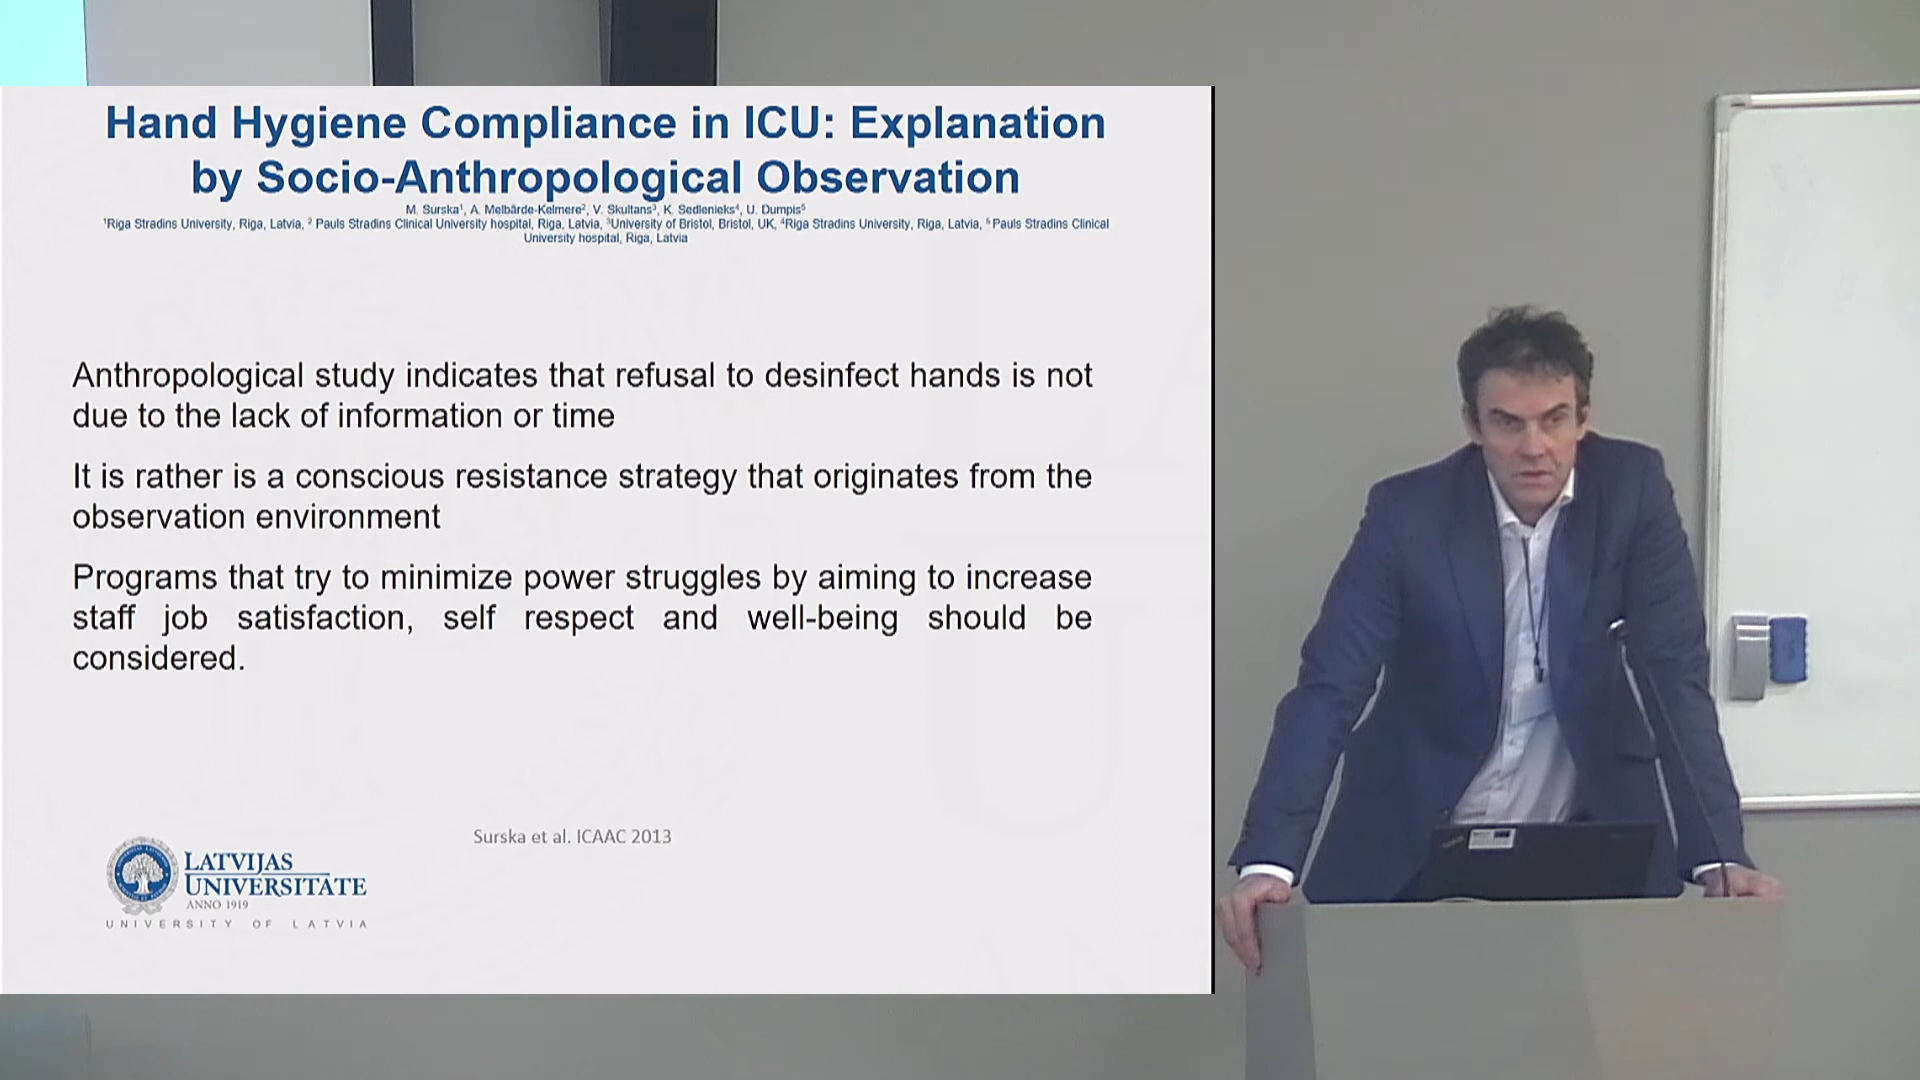 Hand Hygiene Compliance in ICU: Explanation
by Socio-Anthropological Observation
M. Surska¹, A. Melbārde-Kelmere², V. Skultans³, K. Sedlenieks⁴, U. Dumpis⁵
¹Riga Stradins University, Riga, Latvia, ² Pauls Stradins Clinical University hospital, Riga, Latvia, ³University of Bristol, Bristol, UK, ⁴Riga Stradins University, Riga, Latvia, ⁵ Pauls Stradins Clinical
University hospital, Riga, Latvia
Anthropological study indicates that refusal to desinfect hands is not
due to the lack of information or time
It is rather is a conscious resistance strategy that originates from the
observation environment
Programs that try to minimize power struggles by aiming to increase
staff job satisfaction, self respect and well-being should be
considered.
Surska et al. ICAAC 2013
LATVIJAS
UNIVERSITATE
ANNO 1919
UNIVERSITY OF LATVIA